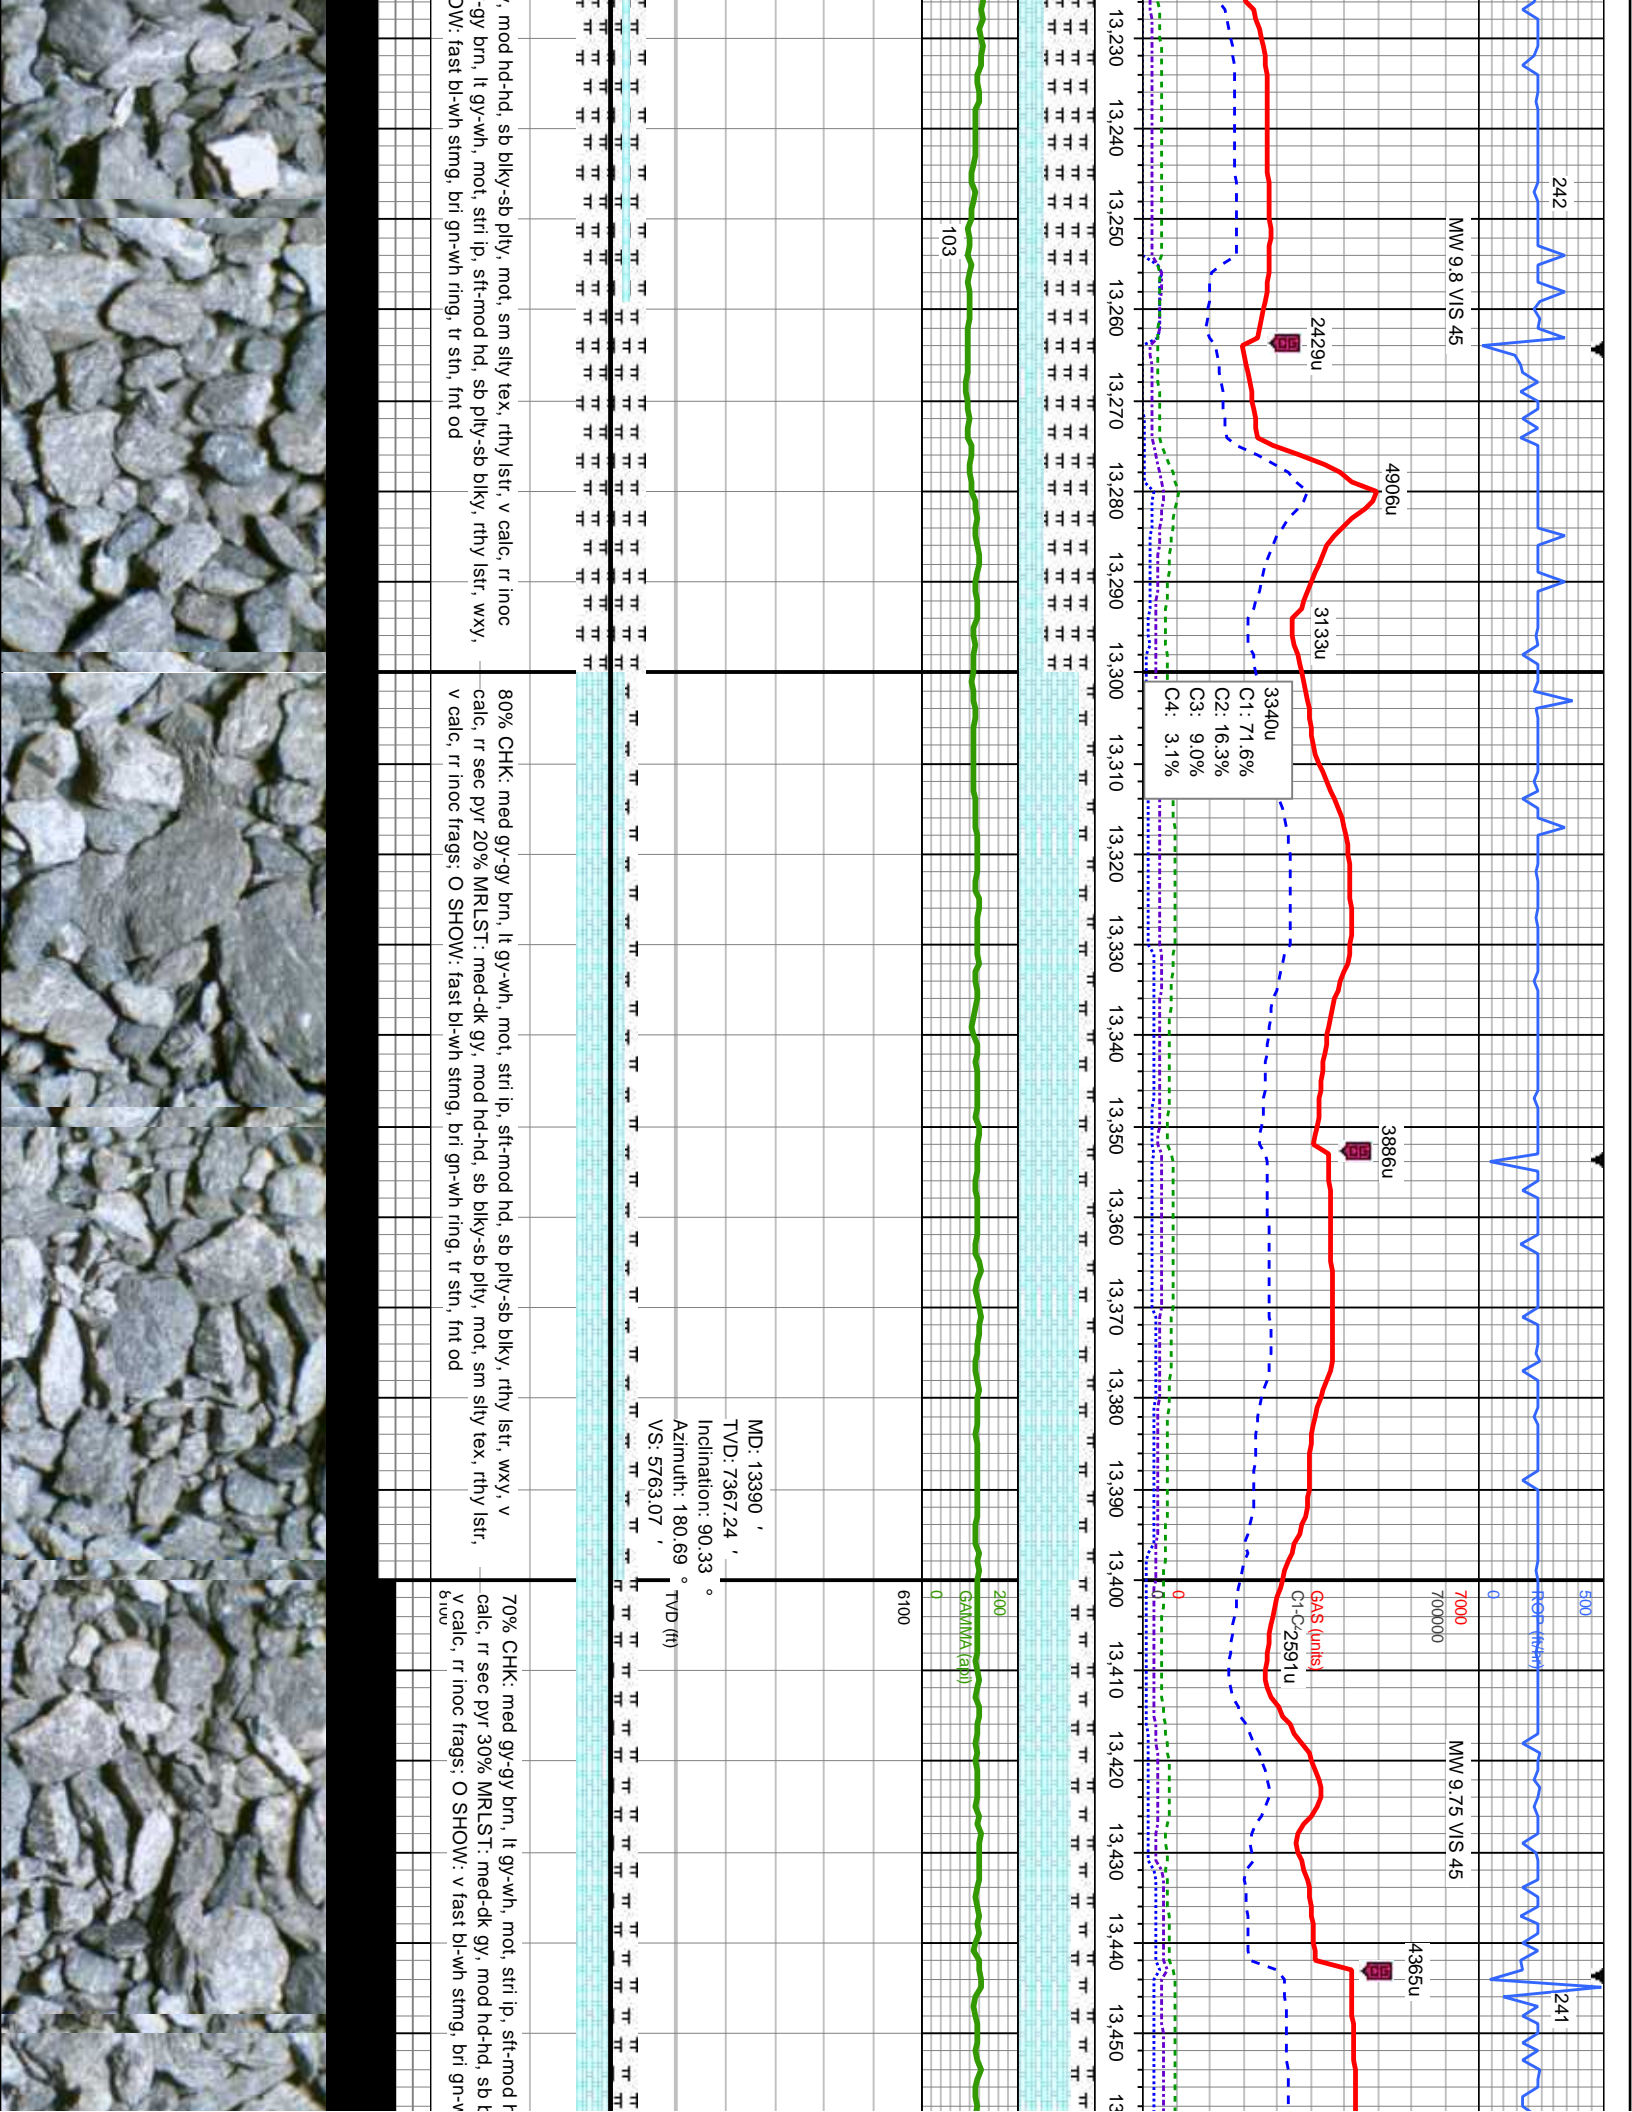 242
MW 9.8 VIS 45
2429u
4906u
3133u
3340u
C1: 71.6%
C2: 16.3%
C3: 9.0%
C4: 3.1%
3886u
500
ROP (ft/hr)
0
7000
70000
GAS (units)
2591u
0
MW 9.75 VIS 45
4365u
241
13,230
13,240
13,250
13,260
13,270
13,280
13,290
13,300
13,310
13,320
13,330
13,340
13,350
13,360
13,370
13,380
13,390
13,400
13,410
13,420
13,430
13,440
13,450
103
200
GAMMA (api)
0
6100
MD: 13390 '
TVD: 7367.24 '
Inclination: 90.33 °
Azimuth: 180.69 °
VS: 5763.07 '
TVD (ft)
mod hd-hd, sb blky-sb plty, mot, sm slty tex, rthy lstr, v calc, rr inoc
-gy brn, lt gy-wh, mot, stri ip, sft-mod hd, sb plty-sb blky, rthy lstr, wxy,
OW: fast bl-wh stmg, bri gn-wh ring, tr stn, fnt od
80% CHK: med gy-gy brn, lt gy-wh, mot, stri ip, sft-mod hd, sb plty-sb blky, rthy lstr, wxy, v
calc, rr sec pyr 20% MRLST: med-dk gy, mod hd-hd, sb blky-sb plty, mot, sm slty tex, rthy lstr,
v calc, rr inoc frags; O SHOW: fast bl-wh stmg, bri gn-wh ring, tr stn, fnt od
70% CHK: med gy-gy brn, lt gy-wh, mot, stri ip, sft-mod
calc, rr sec pyr 30% MRLST: med-dk gy, mod hd-hd, sb
v calc, rr inoc frags; O SHOW: v fast bl-wh stmg, bri gn-